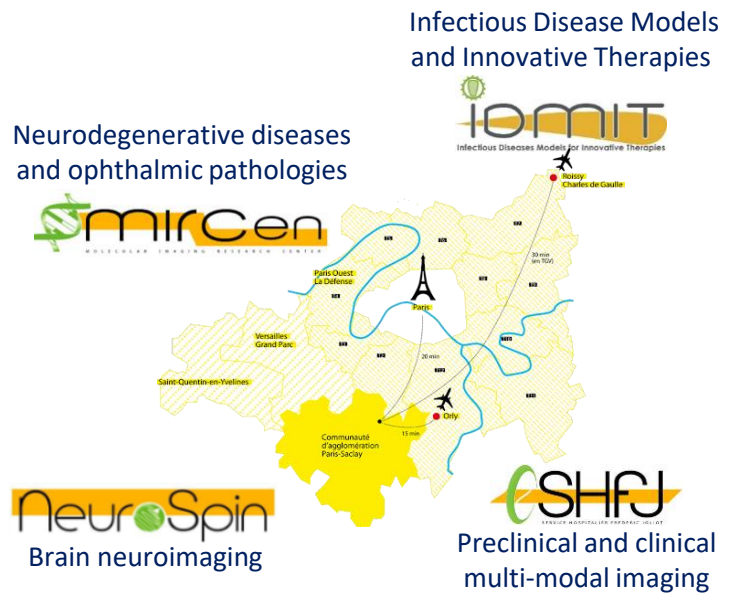 Infectious Disease Models
and Innovative Therapies
IDMIT
Infectious Diseases Models for Innovative Therapies
Neurodegenerative diseases
and ophthalmic pathologies
MIRCen
MOLECULAR IMAGING RESEARCH CENTER
Roissy
Charles de Gaulle
30 min
(en TGV)
Paris Ouest
La Défense
Paris
Versailles
Grand Parc
20 min
Saint-Quentin-en-Yvelines
Orly
15 min
Communauté
d'agglomération
Paris-Saclay
NeuroSpin
Brain neuroimaging
SHFJ
SERVICE HOSPITALIER FRÉDÉRIC JOLIOT
Preclinical and clinical
multi-modal imaging